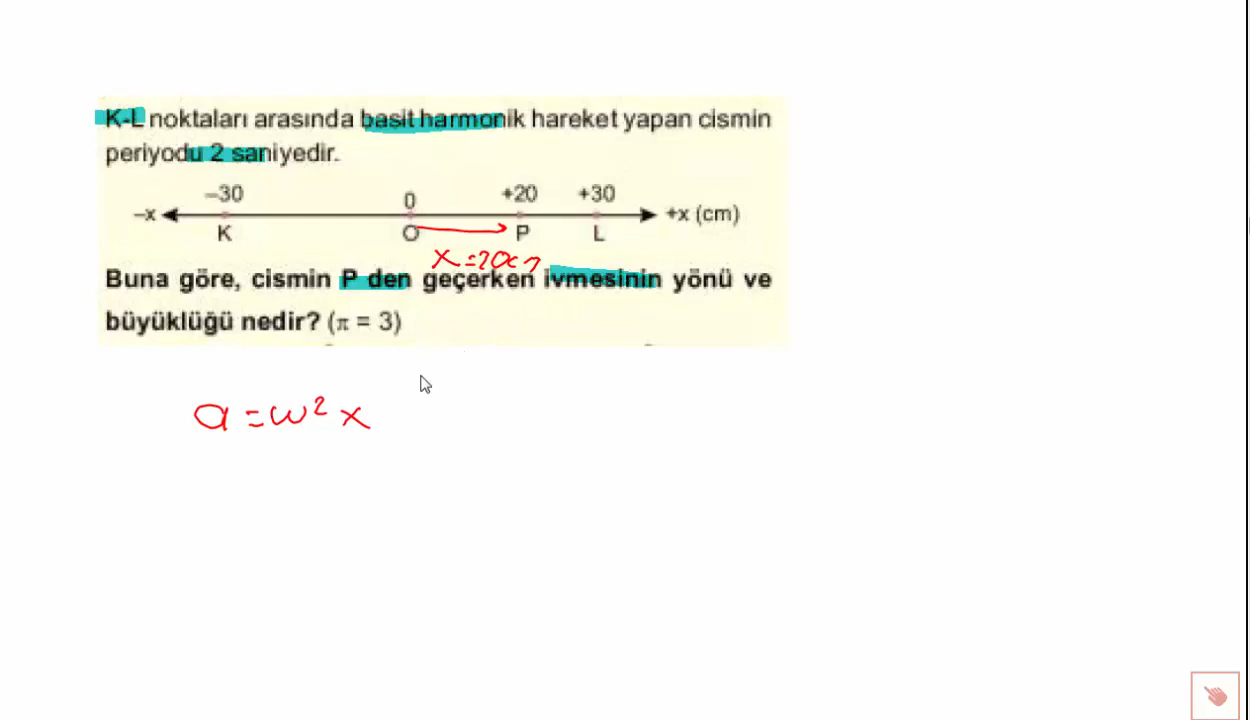 K-L noktaları arasında basit harmonik hareket yapan cismin
periyodu 2 saniyedir.
–30 0 +20 +30
–x +x (cm)
K O P L
x = 20cm
Buna göre, cismin P den geçerken ivmesinin yönü ve
büyüklüğü nedir? (π = 3)
a = w² x